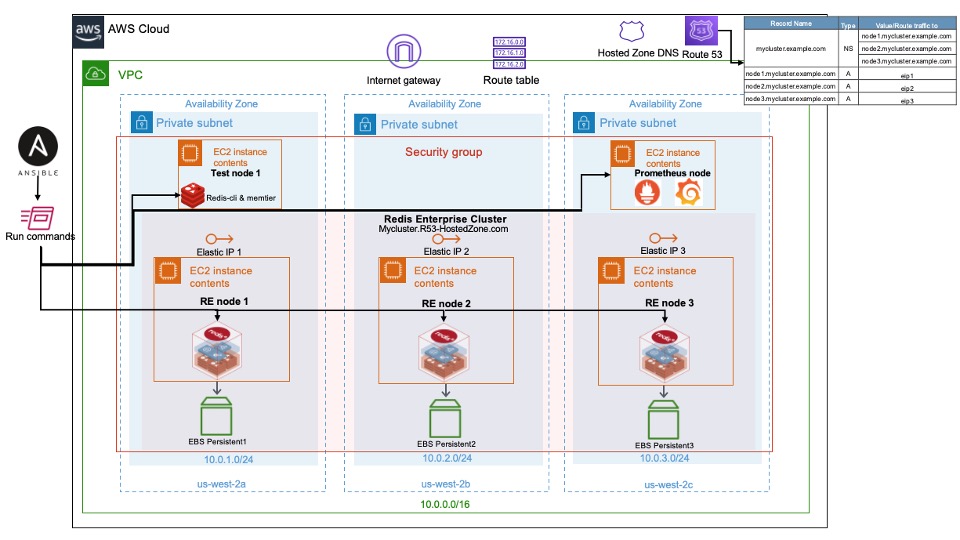 aws
AWS Cloud
Internet gateway
172.16.0.0
172.16.1.0
172.16.2.0
Route table
Hosted Zone DNS
53
Route 53
Record Name Type Value/Route traffic to
mycluster.example.com NS node1.mycluster.example.com
node2.mycluster.example.com
node3.mycluster.example.com
node1.mycluster.example.com A eip1
node2.mycluster.example.com A eip2
node3.mycluster.example.com A eip3
VPC
Availability Zone
Availability Zone
Availability Zone
Private subnet
Private subnet
Private subnet
A
ANSIBLE
Run commands
Security group
EC2 instance
contents
Test node 1
Redis-cli & memtier
EC2 instance
contents
Prometheus node
Redis Enterprise Cluster
Mycluster.R53-HostedZone.com
Elastic IP 1
Elastic IP 2
Elastic IP 3
EC2 instance
contents
RE node 1
redis
EC2 instance
contents
RE node 2
redis
EC2 instance
contents
RE node 3
redis
EBS Persistent1
EBS Persistent2
EBS Persistent3
10.0.1.0/24
10.0.2.0/24
10.0.3.0/24
us-west-2a
us-west-2b
us-west-2c
10.0.0.0/16